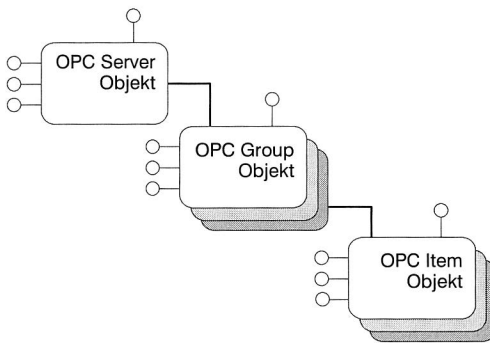 OPC Server
Objekt
OPC Group
Objekt
OPC Item
Objekt